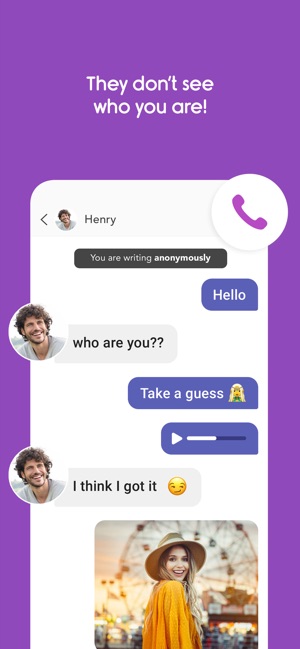 They don't see
who you are!
Henry
You are writing anonymously
Hello
who are you??
Take a guess
I think I got it